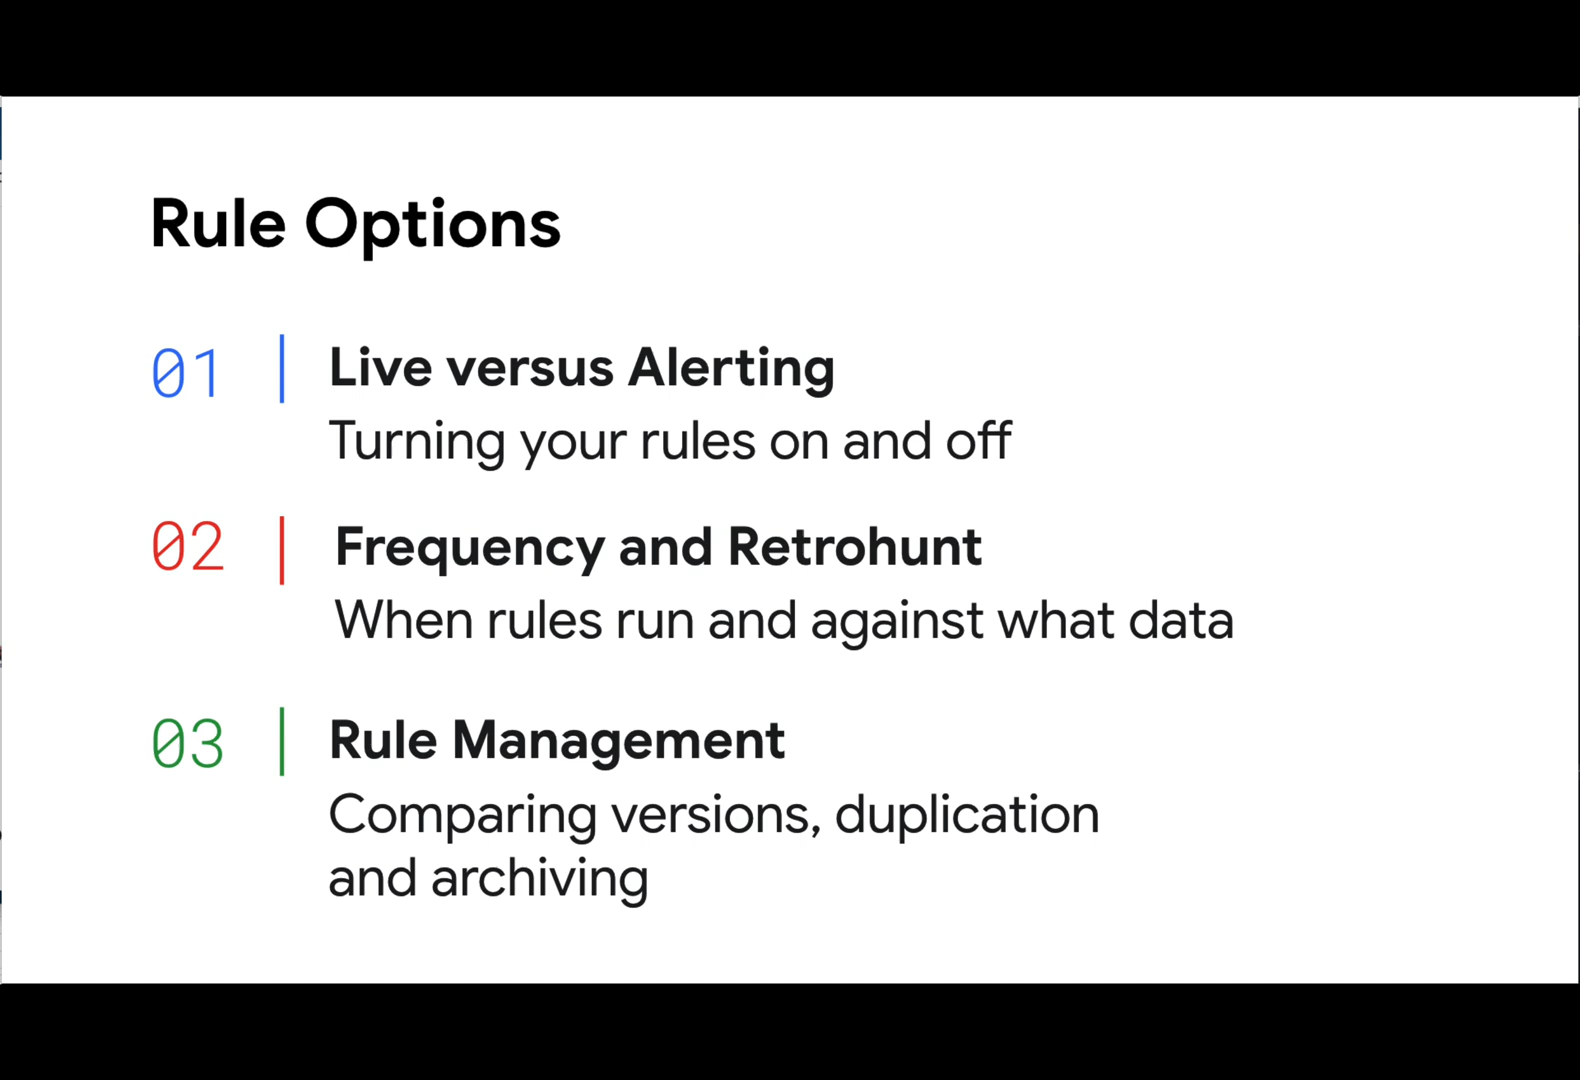 Rule Options
01 Live versus Alerting
Turning your rules on and off
02 Frequency and Retrohunt
When rules run and against what data
03 Rule Management
Comparing versions, duplication
and archiving